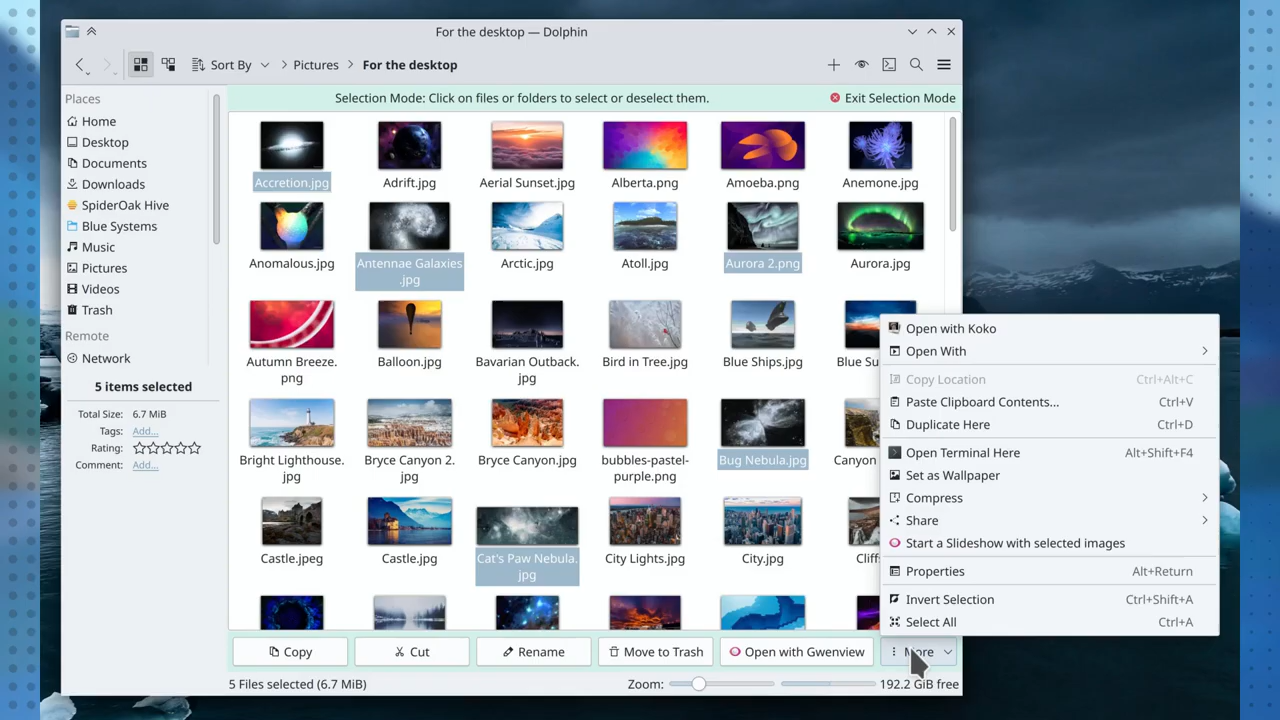 For the desktop — Dolphin
Sort By
Pictures
For the desktop
Places
Home
Desktop
Documents
Downloads
SpiderOak Hive
Blue Systems
Music
Pictures
Videos
Trash
Remote
Network
5 items selected
Total Size: 6.7 MiB
Tags: Add...
Rating:
Comment: Add...
Selection Mode: Click on files or folders to select or deselect them.
Exit Selection Mode
Accretion.jpg
Adrift.jpg
Aerial Sunset.jpg
Alberta.png
Amoeba.png
Anemone.jpg
Anomalous.jpg
Antennae Galaxies
.jpg
Arctic.jpg
Atoll.jpg
Aurora 2.png
Aurora.jpg
Autumn Breeze.
png
Balloon.jpg
Bavarian Outback.
jpg
Bird in Tree.jpg
Blue Ships.jpg
Blue Su
Bright Lighthouse.
jpg
Bryce Canyon 2.
jpg
Bryce Canyon.jpg
bubbles-pastel-
purple.png
Bug Nebula.jpg
Canyon
Castle.jpeg
Castle.jpg
Cat's Paw Nebula.
jpg
City Lights.jpg
City.jpg
Cliff
Open with Koko
Open With
Copy Location Ctrl+Alt+C
Paste Clipboard Contents... Ctrl+V
Duplicate Here Ctrl+D
Open Terminal Here Alt+Shift+F4
Set as Wallpaper
Compress
Share
Start a Slideshow with selected images
Properties Alt+Return
Invert Selection Ctrl+Shift+A
Select All Ctrl+A
Copy
Cut
Rename
Move to Trash
Open with Gwenview
More
5 Files selected (6.7 MiB)
Zoom:
192.2 GiB free